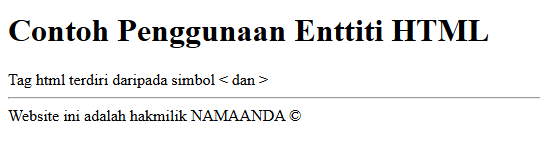 Contoh Penggunaan Enttiti HTML
Tag html terdiri daripada simbol < dan >
Website ini adalah hakmilik NAMAANDA ©